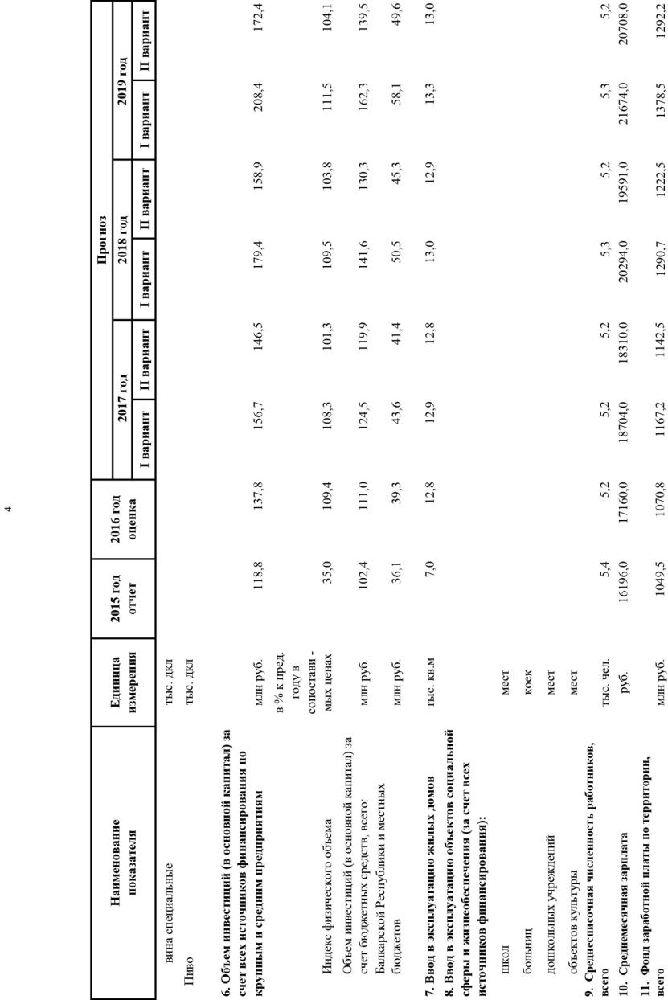 4
Наименование показателя | Единица измерения | 2015 год отчет | 2016 год оценка | Прогноз
2017 год | 2018 год | 2019 год
I вариант | II вариант | I вариант | II вариант | I вариант | II вариант
вина специальные | тыс. дкл
Пиво | тыс. дкл
6. Объем инвестиций (в основной капитал) за
счет всех источников финансирования по
крупным и средним предприятиям | млн руб. | 118,8 | 137,8 | 156,7 | 146,5 | 179,4 | 158,9 | 208,4 | 172,4
в % к пред.
году в
сопостави -
Индекс физического объема | мых ценах | 35,0 | 109,4 | 108,3 | 101,3 | 109,5 | 103,8 | 111,5 | 104,1
Объем инвестиций (в основной капитал) за
счет бюджетных средств, всего: | млн руб. | 102,4 | 111,0 | 124,5 | 119,9 | 141,6 | 130,3 | 162,3 | 139,5
Балкарской Республики и местных
бюджетов | млн руб. | 36,1 | 39,3 | 43,6 | 41,4 | 50,5 | 45,3 | 58,1 | 49,6
7. Ввод в эксплуатацию жилых домов | тыс. кв.м | 7,0 | 12,8 | 12,9 | 12,8 | 13,0 | 12,9 | 13,3 | 13,0
8. Ввод в эксплуатацию объектов социальной
сферы и жизнеобеспечения (за счет всех
источников финансирования):
школ | мест
больниц | коек
дошкольных учреждений | мест
объектов культуры | мест
9. Среднесписочная численность работников,
всего | тыс. чел. | 5,4 | 5,2 | 5,2 | 5,2 | 5,3 | 5,2 | 5,3 | 5,2
10. Среднемесячная зарплата | руб. | 16196,0 | 17160,0 | 18704,0 | 18310,0 | 20294,0 | 19591,0 | 21674,0 | 20708,0
11. Фонд заработной платы по территории,
всего | млн руб. | 1049,5 | 1070,8 | 1167,2 | 1142,5 | 1290,7 | 1222,5 | 1378,5 | 1292,2